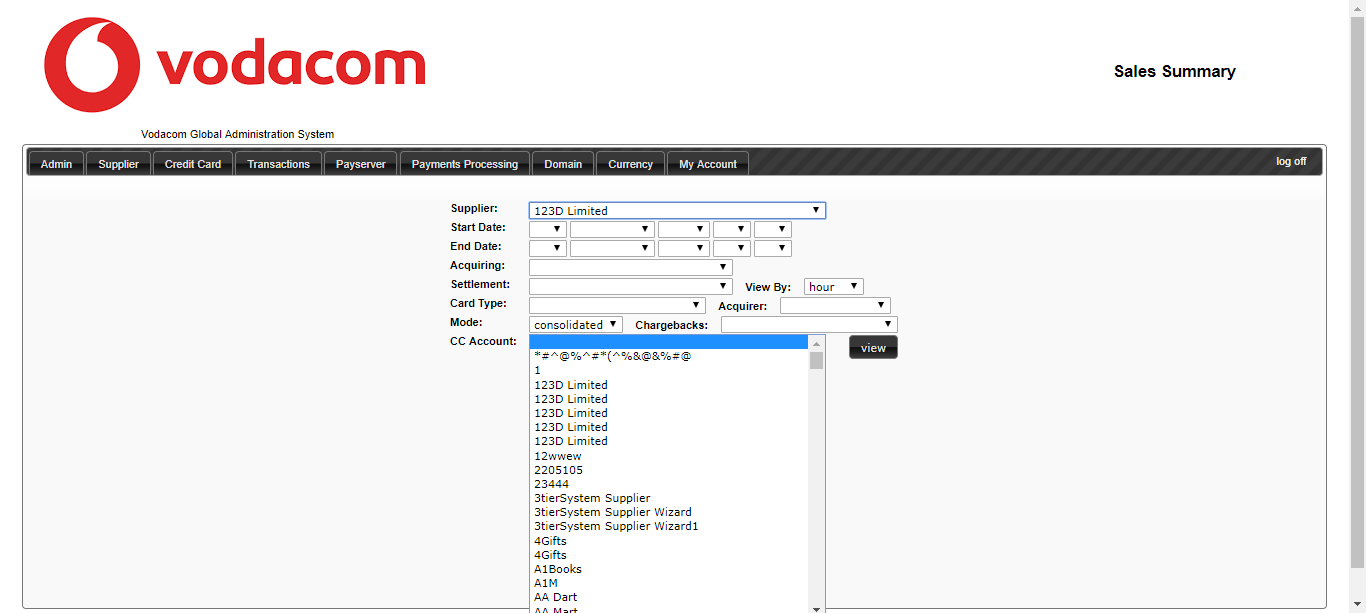 vodacom
Sales Summary
Vodacom Global Administration System
Admin Supplier Credit Card Transactions Payserver Payments Processing Domain Currency My Account log off
Supplier: 123D Limited
Start Date:
End Date:
Acquiring:
Settlement: View By: hour
Card Type: Acquirer:
Mode: consolidated Chargebacks:
CC Account:
view
*#^@%^#*(^%&@&%#@
1
123D Limited
123D Limited
123D Limited
123D Limited
123D Limited
12wwew
2205105
23444
3tierSystem Supplier
3tierSystem Supplier Wizard
3tierSystem Supplier Wizard1
4Gifts
4Gifts
A1Books
A1M
AA Dart
AA Mart